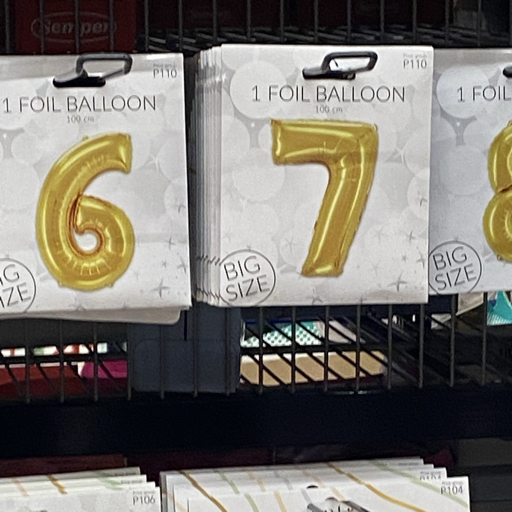 Semper
P110
1 FOIL BALLOON
100 cm
6
BIG
SIZE
P110
1 FOIL BALLOON
100 cm
7
BIG
SIZE
1 FOIL
8
BIG
SIZE
P106
P104